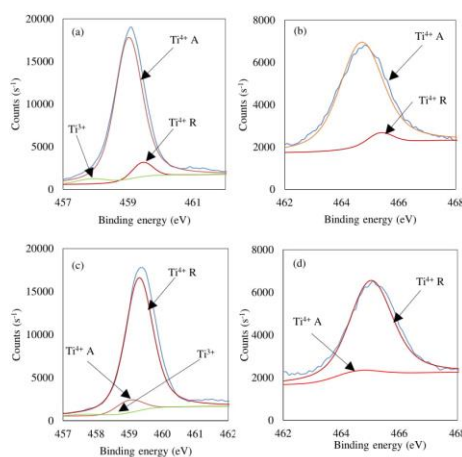 (a)
Ti⁴⁺ A
Ti⁴⁺ R
Ti³⁺
Counts (s⁻¹)
20000
15000
10000
5000
0
457 459 461
Binding energy (eV)
(b)
Ti⁴⁺ A
Ti⁴⁺ R
Counts (s⁻¹)
8000
6000
4000
2000
0
462 464 466 468
Binding energy (eV)
(c)
Ti⁴⁺ R
Ti⁴⁺ A
Ti³⁺
Counts (s⁻¹)
20000
15000
10000
5000
0
457 458 459 460 461 462
Binding energy (eV)
(d)
Ti⁴⁺ R
Ti⁴⁺ A
Counts (s⁻¹)
8000
6000
4000
2000
0
462 464 466 468
Binding energy (eV)